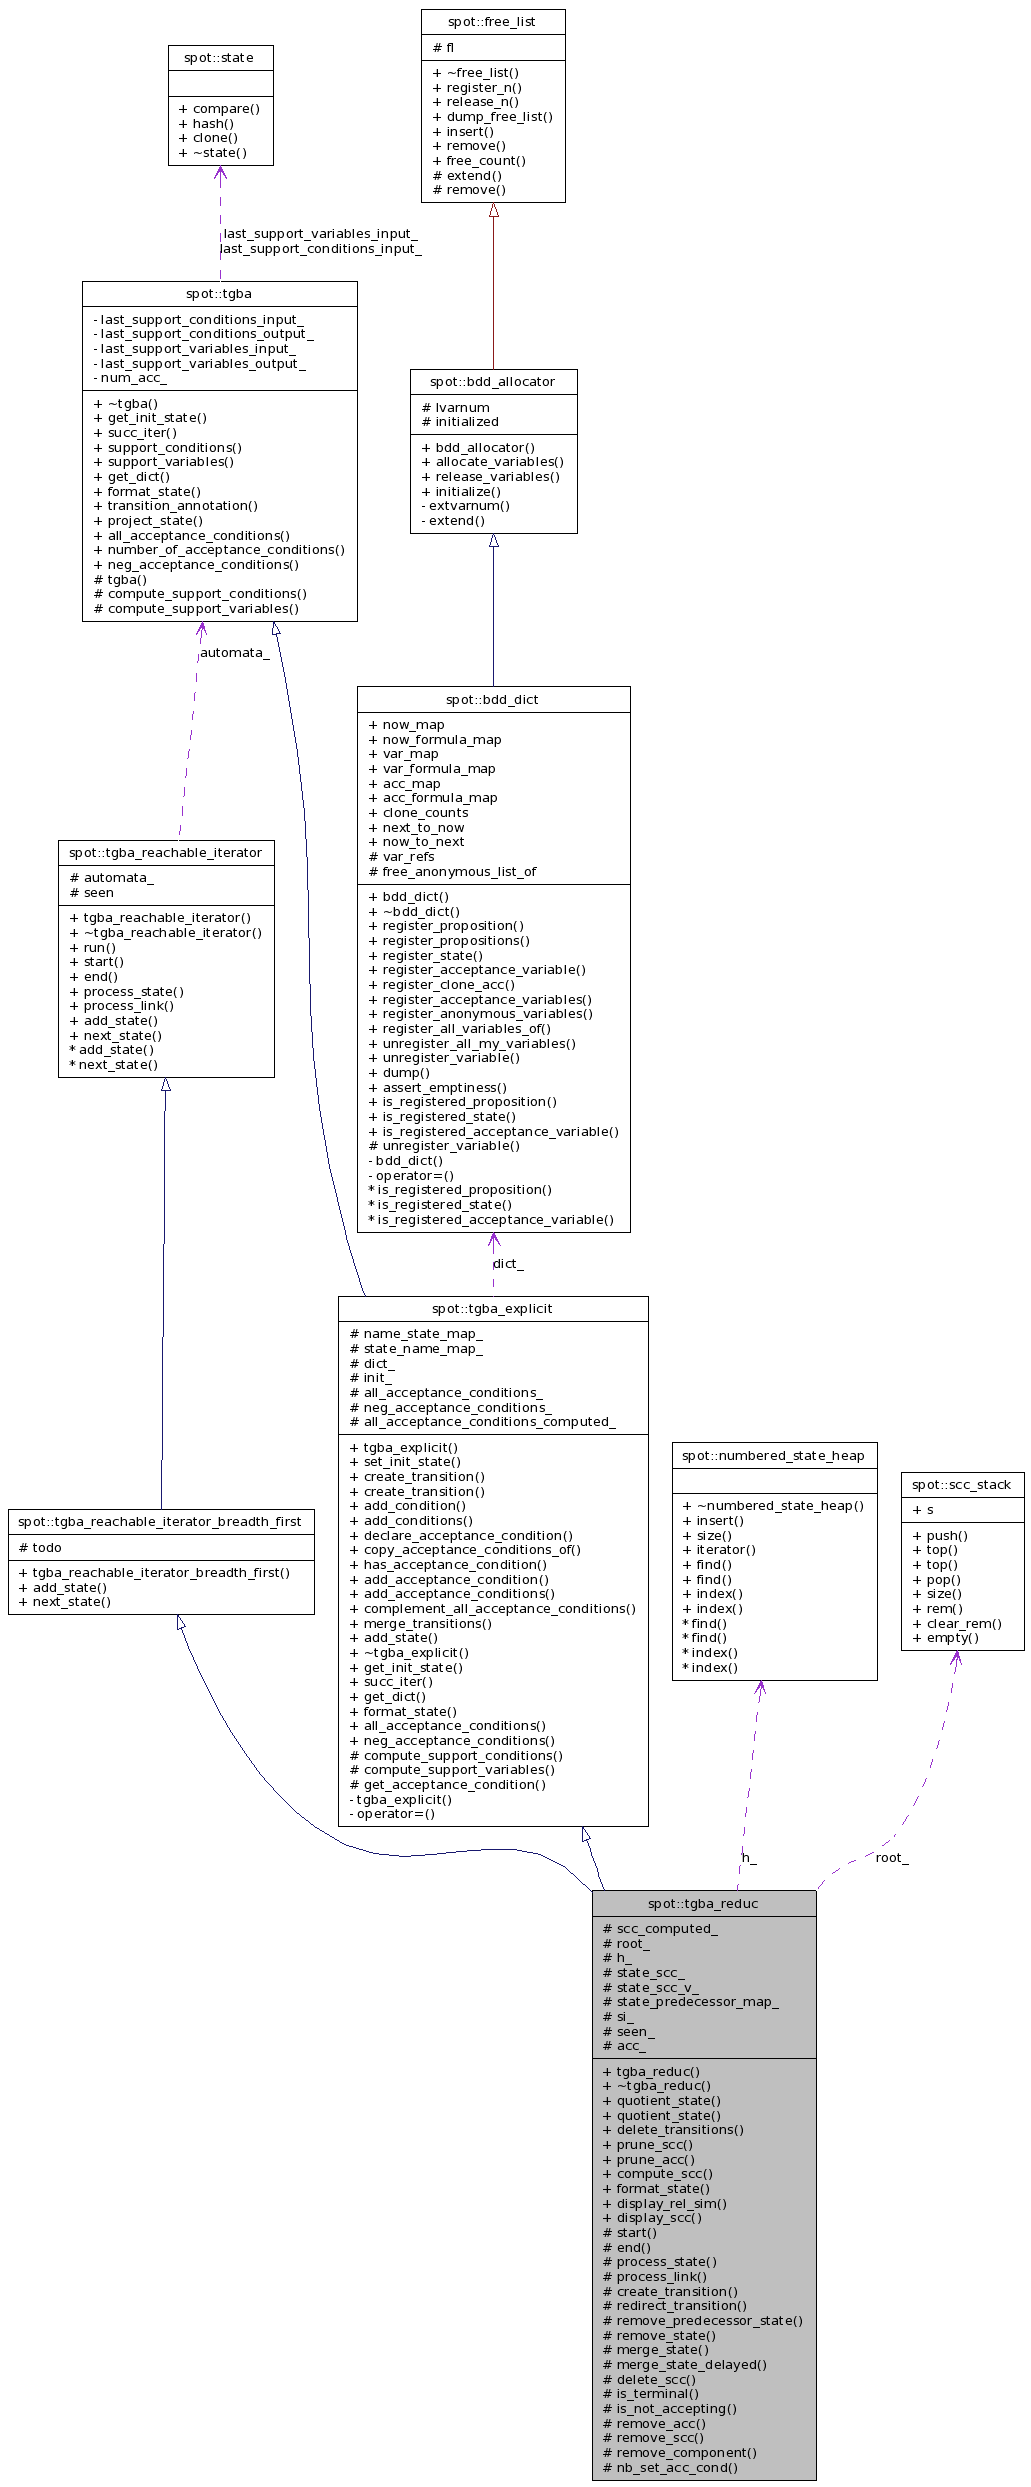 spot::free_list
# fl
+ ~free_list()
+ register_n()
+ release_n()
+ dump_free_list()
+ insert()
+ remove()
+ free_count()
# extend()
# remove()
spot::state
+ compare()
+ hash()
+ clone()
+ ~state()
last_support_variables_input_
last_support_conditions_input_
spot::tgba
- last_support_conditions_input_
- last_support_conditions_output_
- last_support_variables_input_
- last_support_variables_output_
- num_acc_
+ ~tgba()
+ get_init_state()
+ succ_iter()
+ support_conditions()
+ support_variables()
+ get_dict()
+ format_state()
+ transition_annotation()
+ project_state()
+ all_acceptance_conditions()
+ number_of_acceptance_conditions()
+ neg_acceptance_conditions()
# tgba()
# compute_support_conditions()
# compute_support_variables()
spot::bdd_allocator
# lvarnum
# initialized
+ bdd_allocator()
+ allocate_variables()
+ release_variables()
+ initialize()
- extvarnum()
- extend()
automata_
spot::bdd_dict
+ now_map
+ now_formula_map
+ var_map
+ var_formula_map
+ acc_map
+ acc_formula_map
+ clone_counts
+ next_to_now
+ now_to_next
# var_refs
# free_anonymous_list_of
+ bdd_dict()
+ ~bdd_dict()
+ register_proposition()
+ register_propositions()
+ register_state()
+ register_acceptance_variable()
+ register_clone_acc()
+ register_acceptance_variables()
+ register_anonymous_variables()
+ register_all_variables_of()
+ unregister_all_my_variables()
+ unregister_variable()
+ dump()
+ assert_emptiness()
+ is_registered_proposition()
+ is_registered_state()
+ is_registered_acceptance_variable()
# unregister_variable()
- bdd_dict()
- operator=()
* is_registered_proposition()
* is_registered_state()
* is_registered_acceptance_variable()
spot::tgba_reachable_iterator
# automata_
# seen
+ tgba_reachable_iterator()
+ ~tgba_reachable_iterator()
+ run()
+ start()
+ end()
+ process_state()
+ process_link()
+ add_state()
+ next_state()
* add_state()
* next_state()
dict_
spot::tgba_explicit
# name_state_map_
# state_name_map_
# dict_
# init_
# all_acceptance_conditions_
# neg_acceptance_conditions_
# all_acceptance_conditions_computed_
+ tgba_explicit()
+ set_init_state()
+ create_transition()
+ create_transition()
+ add_condition()
+ add_conditions()
+ declare_acceptance_condition()
+ copy_acceptance_conditions_of()
+ has_acceptance_condition()
+ add_acceptance_condition()
+ add_acceptance_conditions()
+ complement_all_acceptance_conditions()
+ merge_transitions()
+ add_state()
+ ~tgba_explicit()
+ get_init_state()
+ succ_iter()
+ get_dict()
+ format_state()
+ all_acceptance_conditions()
+ neg_acceptance_conditions()
# compute_support_conditions()
# compute_support_variables()
# get_acceptance_condition()
- tgba_explicit()
- operator=()
spot::numbered_state_heap
+ ~numbered_state_heap()
+ insert()
+ size()
+ iterator()
+ find()
+ find()
+ index()
+ index()
* find()
* find()
* index()
* index()
spot::scc_stack
+ s
+ push()
+ top()
+ top()
+ pop()
+ size()
+ rem()
+ clear_rem()
+ empty()
spot::tgba_reachable_iterator_breadth_first
# todo
+ tgba_reachable_iterator_breadth_first()
+ add_state()
+ next_state()
h_
root_
spot::tgba_reduc
# scc_computed_
# root_
# h_
# state_scc_
# state_scc_v_
# state_predecessor_map_
# si_
# seen_
# acc_
+ tgba_reduc()
+ ~tgba_reduc()
+ quotient_state()
+ quotient_state()
+ delete_transitions()
+ prune_scc()
+ prune_acc()
+ compute_scc()
+ format_state()
+ display_rel_sim()
+ display_scc()
# start()
# end()
# process_state()
# process_link()
# create_transition()
# redirect_transition()
# remove_predecessor_state()
# remove_state()
# merge_state()
# merge_state_delayed()
# delete_scc()
# is_terminal()
# is_not_accepting()
# remove_acc()
# remove_scc()
# remove_component()
# nb_set_acc_cond()